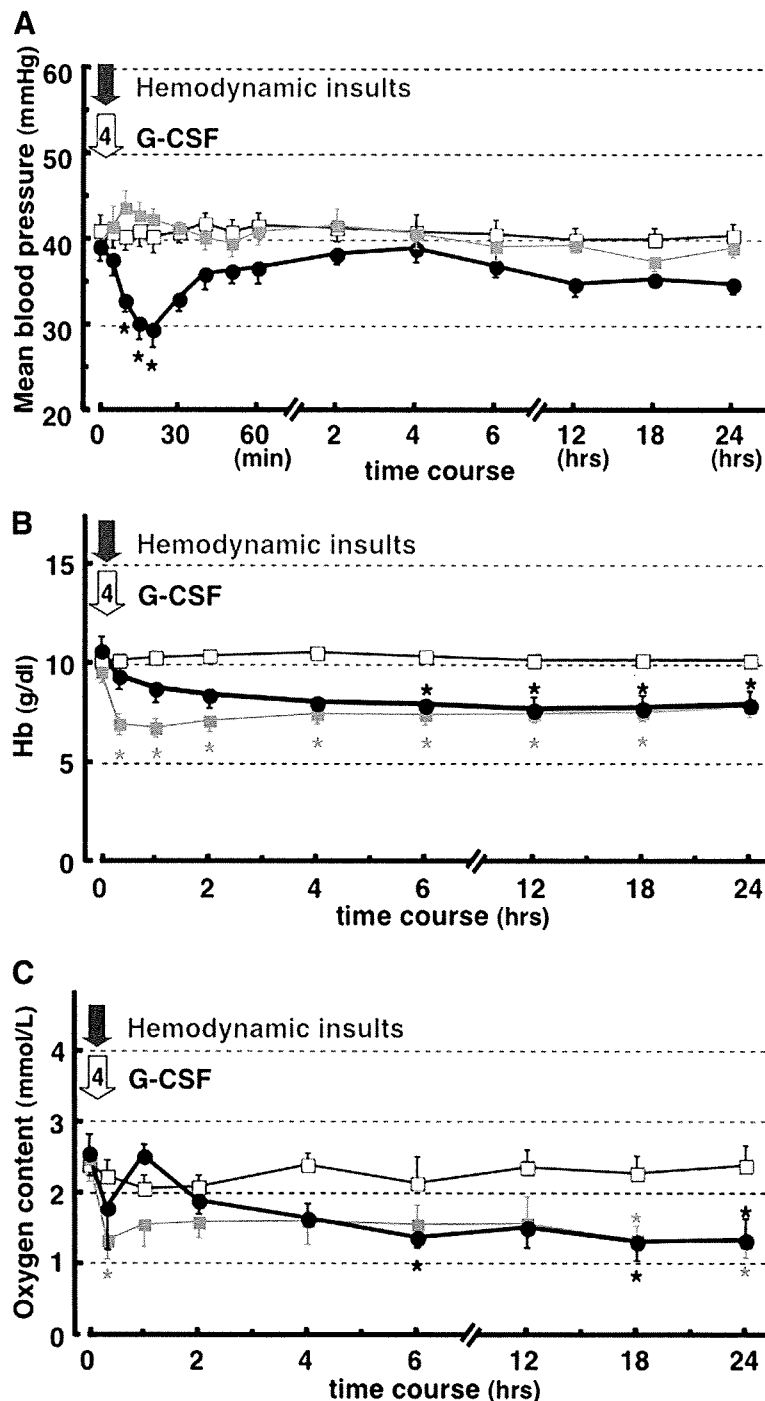 A
Mean blood pressure (mmHg)
60
50
40
30
20
Hemodynamic insults
4 G-CSF
*
*
*
0 30 60 2 4 6 12 18 24
(min) (hrs) (hrs)
time course
B
Hb (g/dl)
15
10
5
0
Hemodynamic insults
4 G-CSF
* * * *
* * * * * * *
0 2 4 6 12 18 24
time course (hrs)
C
Oxygen content (mmol/L)
4
3
2
1
0
Hemodynamic insults
4 G-CSF
* *
* * * *
0 2 4 6 12 18 24
time course (hrs)